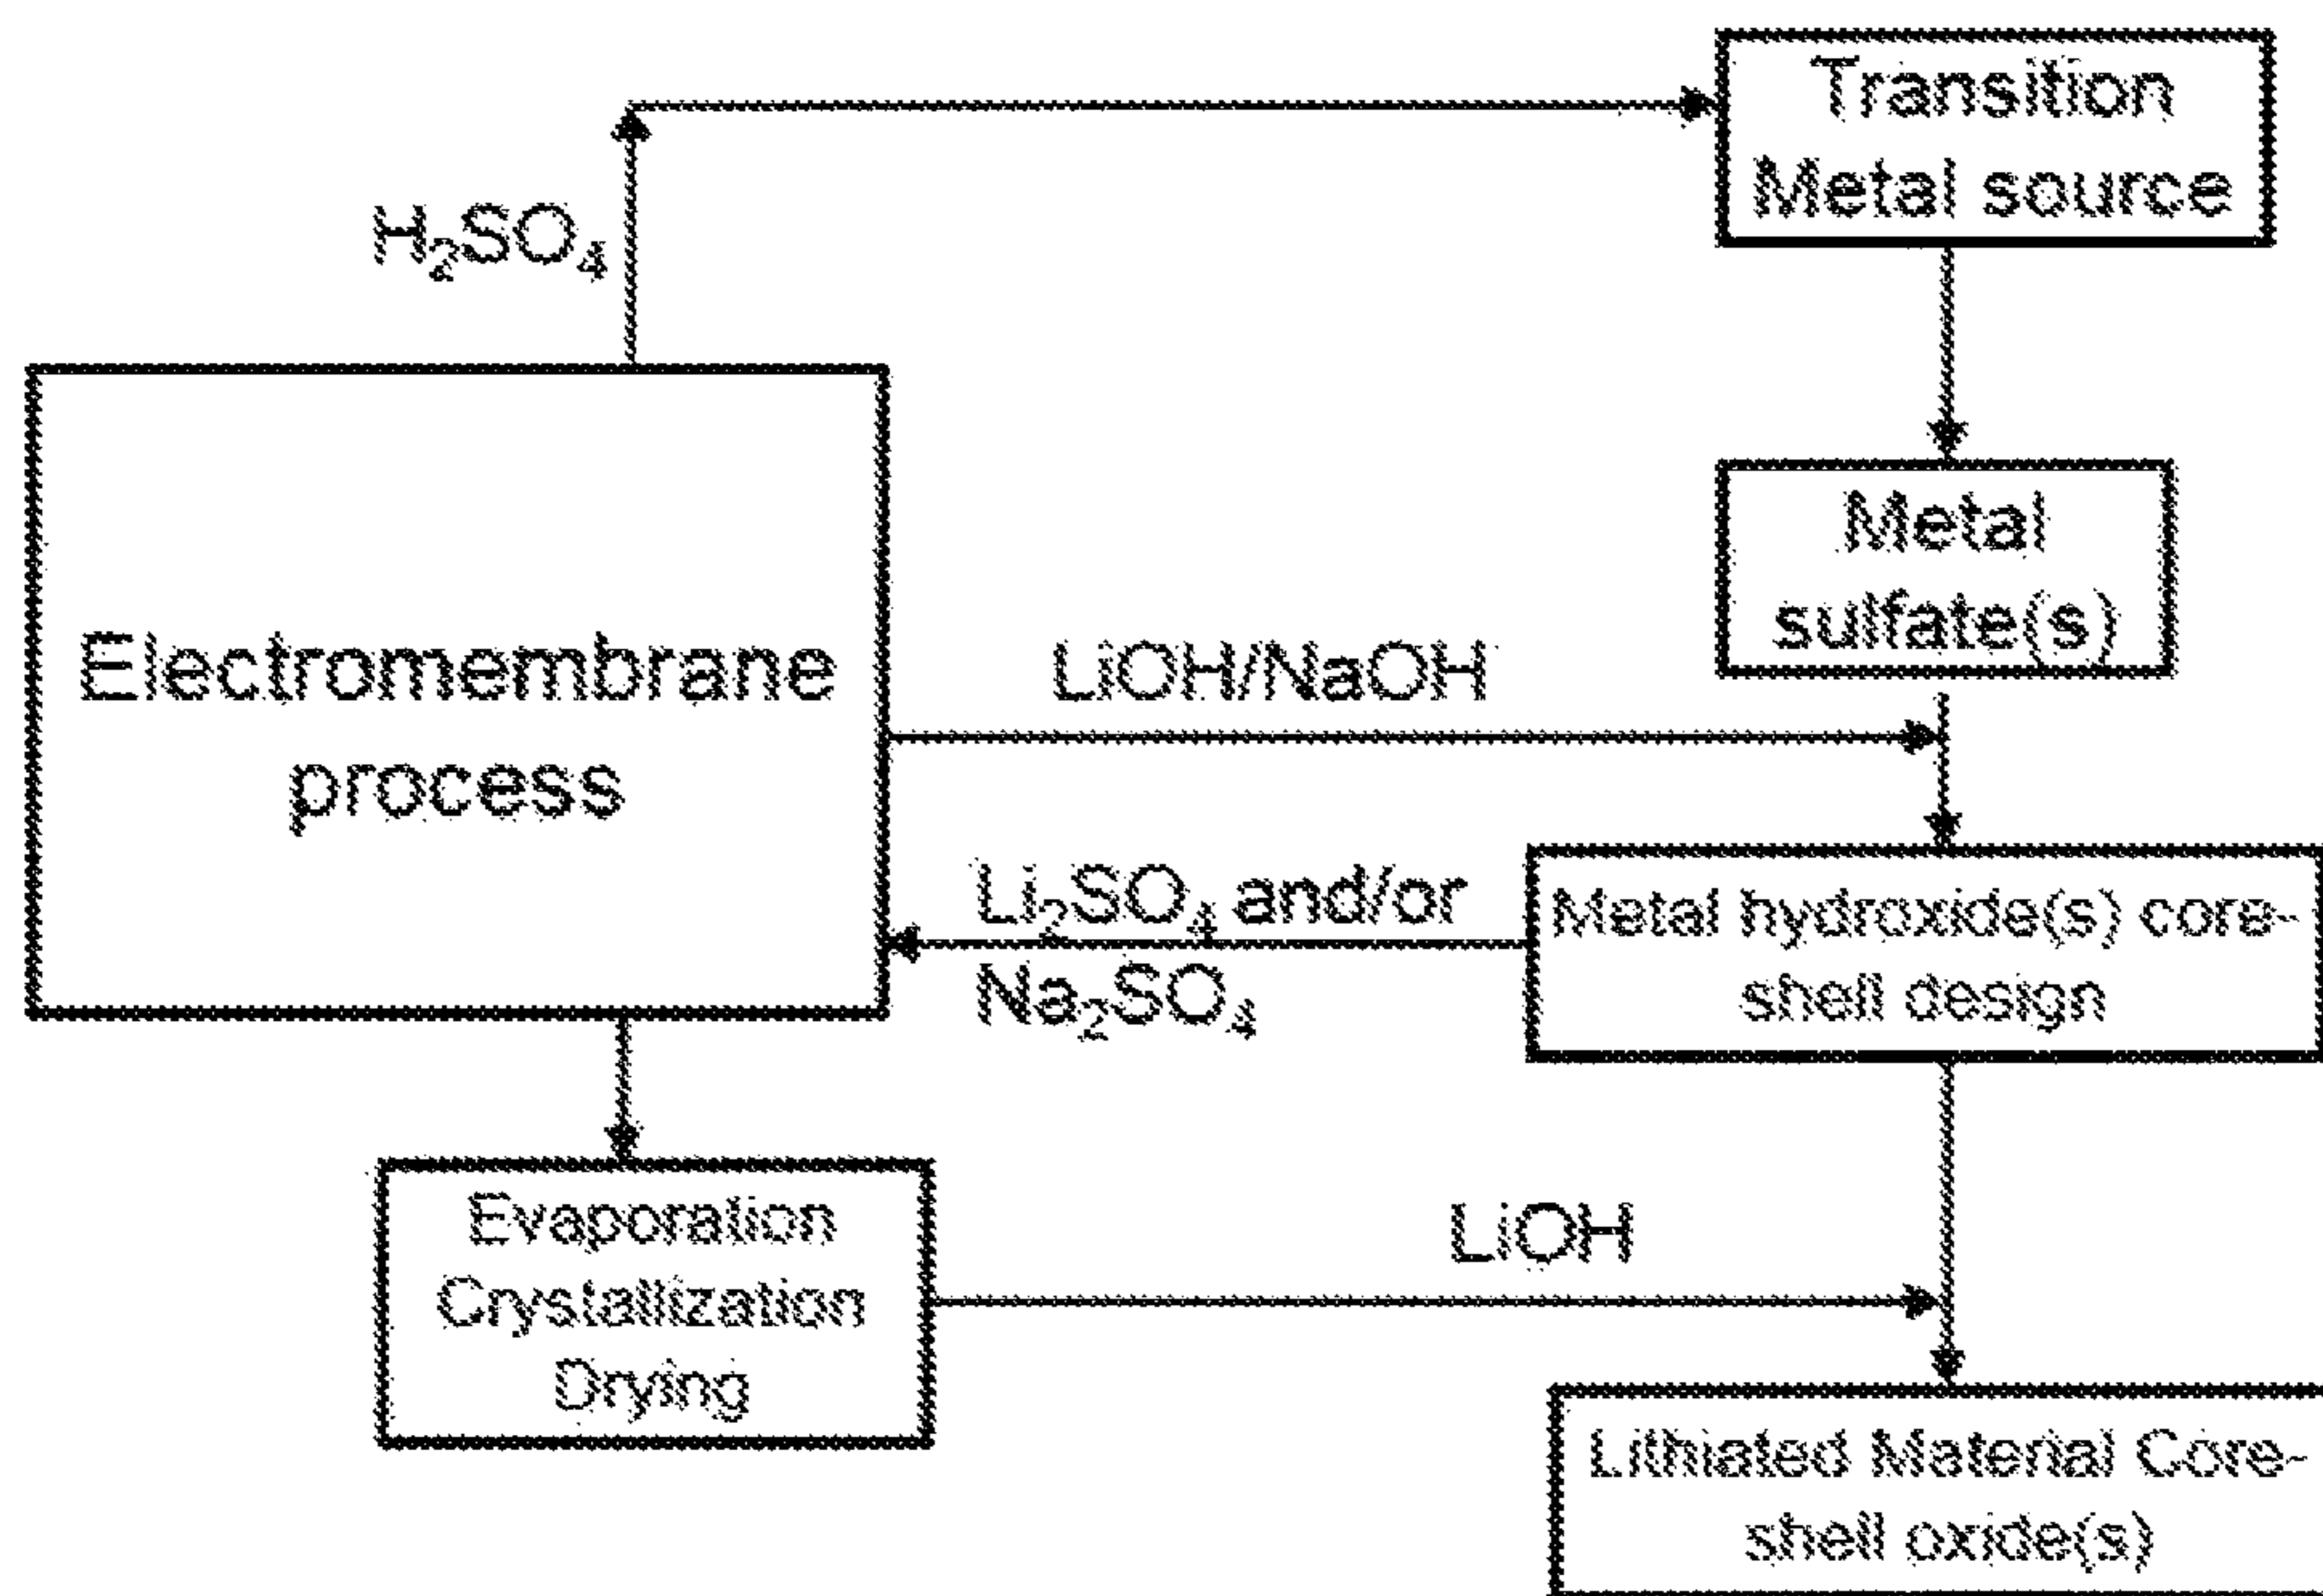 Transition
Metal source
H₂SO₄
Metal
sulfate(s)
Electromembrane
process
LiOH/NaOH
Li₂SO₄ and/or
Na₂SO₄
Metal hydroxide(s) core-
shell design
Evaporation
Crystallization
Drying
LiOH
Lithiated Material Core-
shell oxide(s)